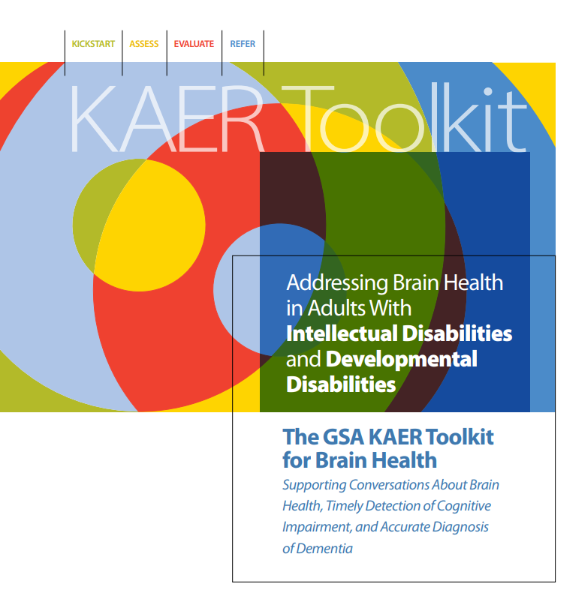 KICKSTART ASSESS EVALUATE REFER
KAER Toolkit
Addressing Brain Health
in Adults With
Intellectual Disabilities
and Developmental
Disabilities
The GSA KAER Toolkit
for Brain Health
Supporting Conversations About Brain
Health, Timely Detection of Cognitive
Impairment, and Accurate Diagnosis
of Dementia